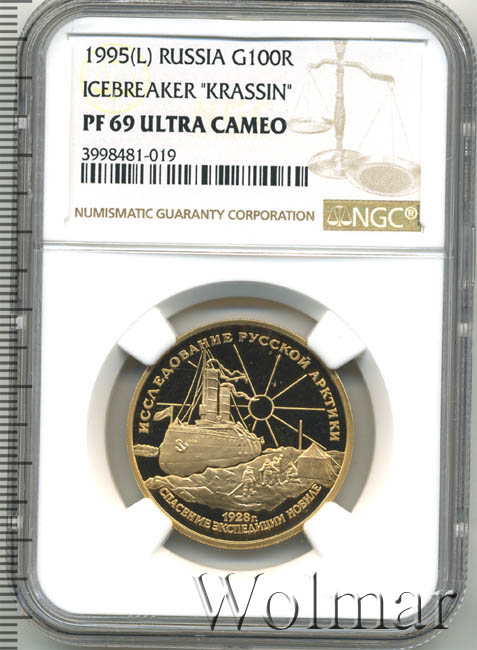 1995(L) RUSSIA G100R
ICEBREAKER "KRASSIN"
PF 69 ULTRA CAMEO
3998481-019
NUMISMATIC GUARANTY CORPORATION
NGC®
ИССЛЕДОВАНИЕ РУССКОЙ АРКТИКИ
1928г.
СПАСЕНИЕ ЭКСПЕДИЦИИ НОБИЛЕ
Wolmar